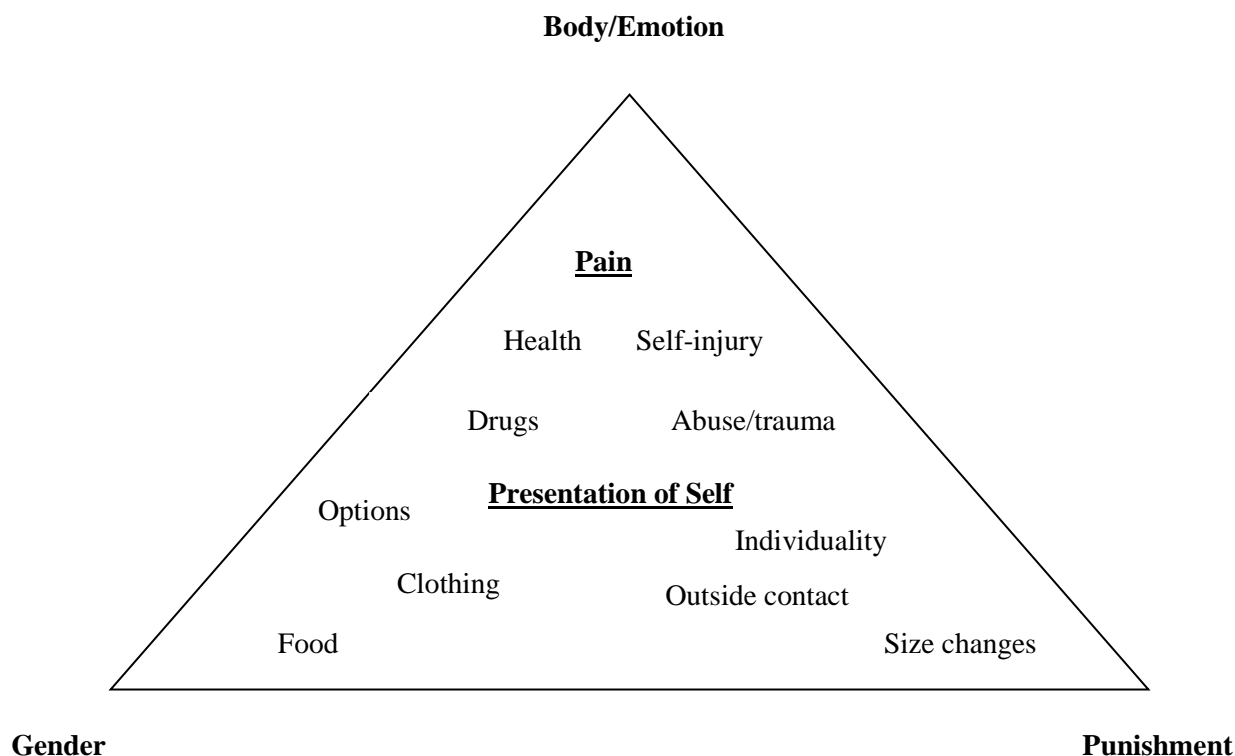 Body/Emotion
Pain
Health Self-injury
Drugs Abuse/trauma
Presentation of Self
Options
Individuality
Clothing
Outside contact
Food Size changes
Gender Punishment